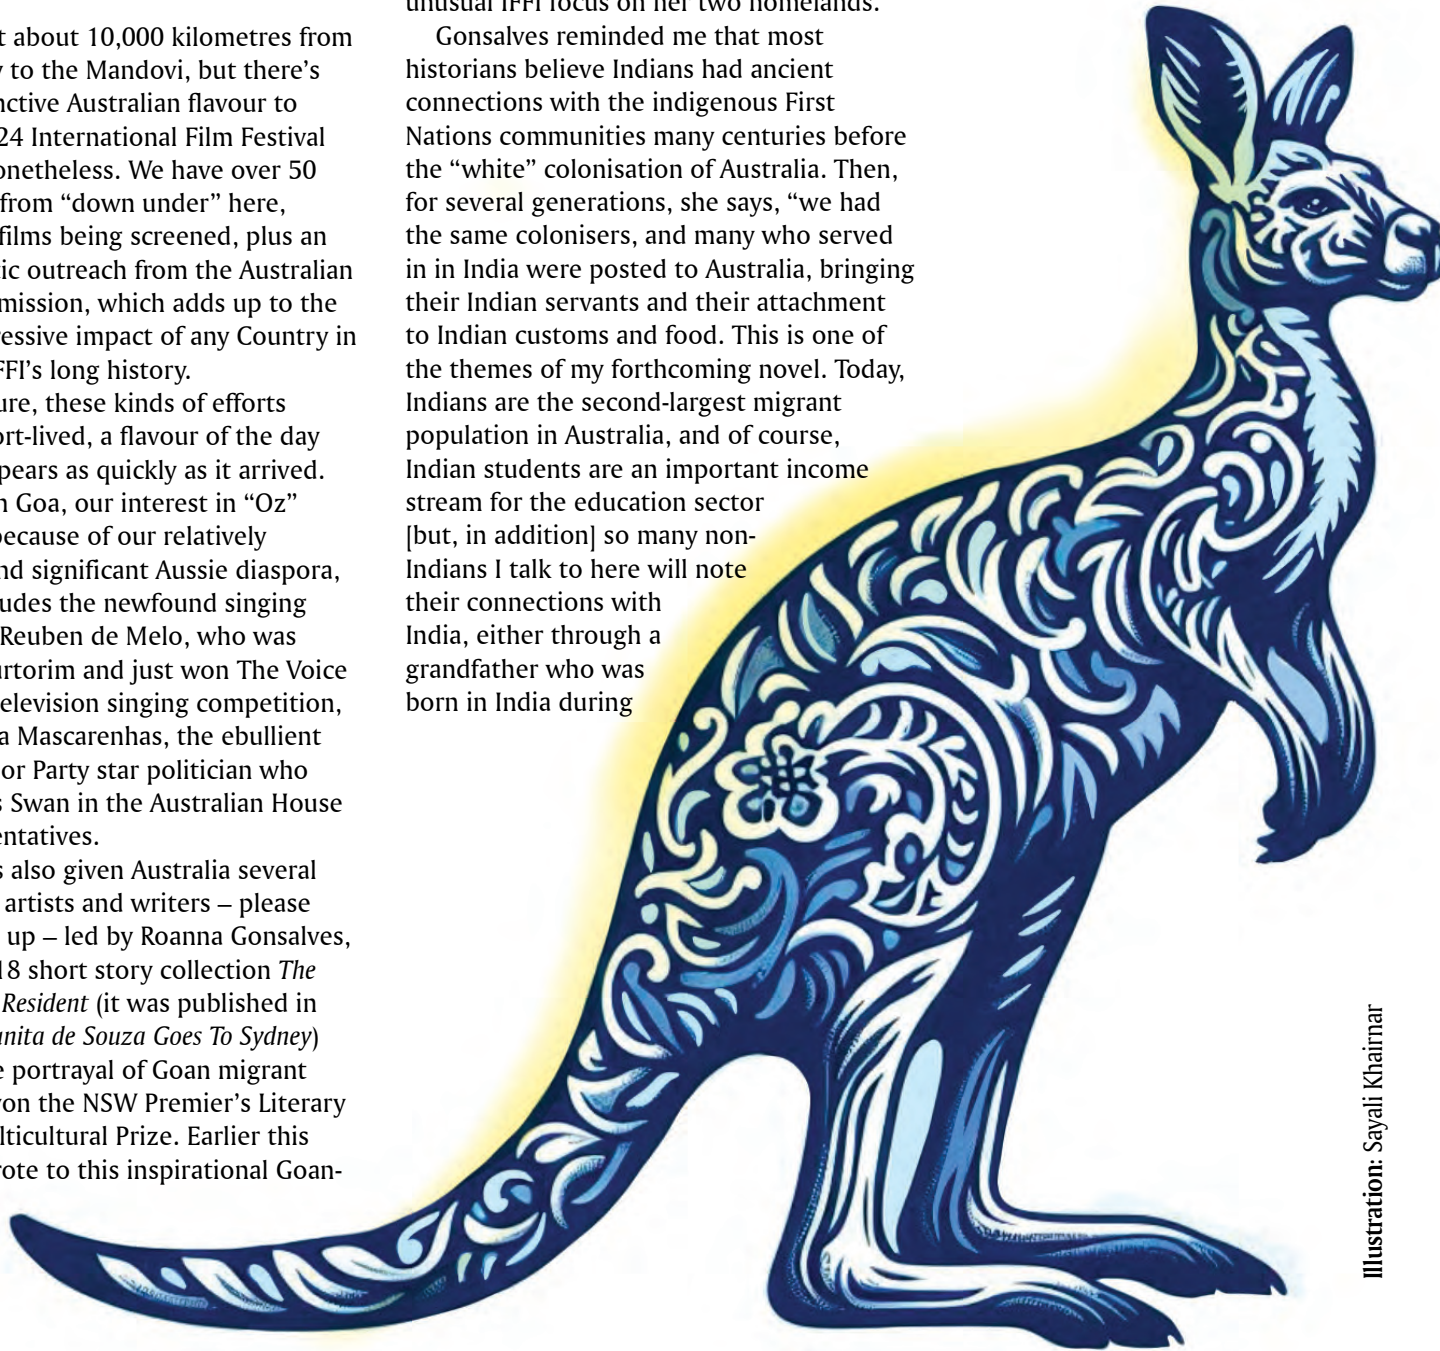 t about 10,000 kilometres from
to the Mandovi, but there's
nctive Australian flavour to
24 International Film Festival
onetheless. We have over 50
from “down under” here,
films being screened, plus an
tic outreach from the Australian
mission, which adds up to the
ressive impact of any Country in
FFI's long history.
ure, these kinds of efforts
ort-lived, a flavour of the day
pears as quickly as it arrived.
n Goa, our interest in “Oz”
because of our relatively
nd significant Aussie diaspora,
udes the newfound singing
Reuben de Melo, who was
urtorim and just won The Voice
elevision singing competition,
a Mascarenhas, the ebullient
or Party star politician who
s Swan in the Australian House
entatives.
s also given Australia several
artists and writers – please
up – led by Roanna Gonsalves,
18 short story collection The
Resident (it was published in
unita de Souza Goes To Sydney)
e portrayal of Goan migrant
von the NSW Premier's Literary
lticultural Prize. Earlier this
rote to this inspirational Goan-
unusual IFFI focus on her two homelands.
Gonsalves reminded me that most
historians believe Indians had ancient
connections with the indigenous First
Nations communities many centuries before
the “white” colonisation of Australia. Then,
for several generations, she says, “we had
the same colonisers, and many who served
in in India were posted to Australia, bringing
their Indian servants and their attachment
to Indian customs and food. This is one of
the themes of my forthcoming novel. Today,
Indians are the second-largest migrant
population in Australia, and of course,
Indian students are an important income
stream for the education sector
[but, in addition] so many non-
Indians I talk to here will note
their connections with
India, either through a
grandfather who was
born in India during
Illustration: Sayali Khairnar